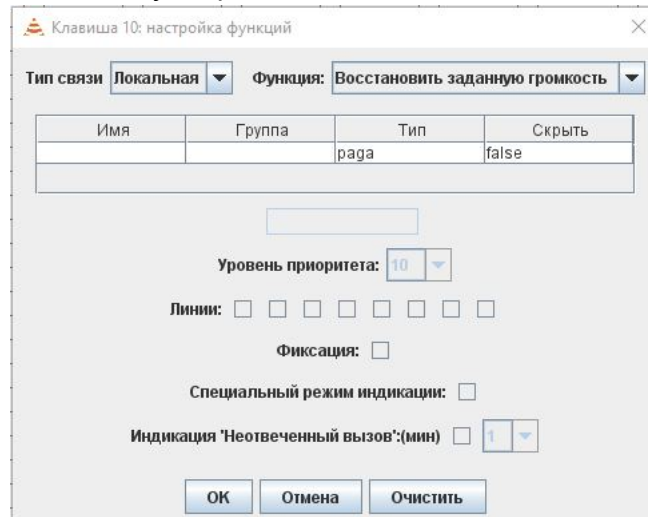 Клавиша 10: настройка функций
Тип связи Локальная Функция: Восстановить заданную громкость
Имя Группа Тип Скрыть
paga false
Уровень приоритета: 10
Линии:
Фиксация:
Специальный режим индикации:
Индикация 'Неотвеченный вызов':(мин) 1
ОК Отмена Очистить